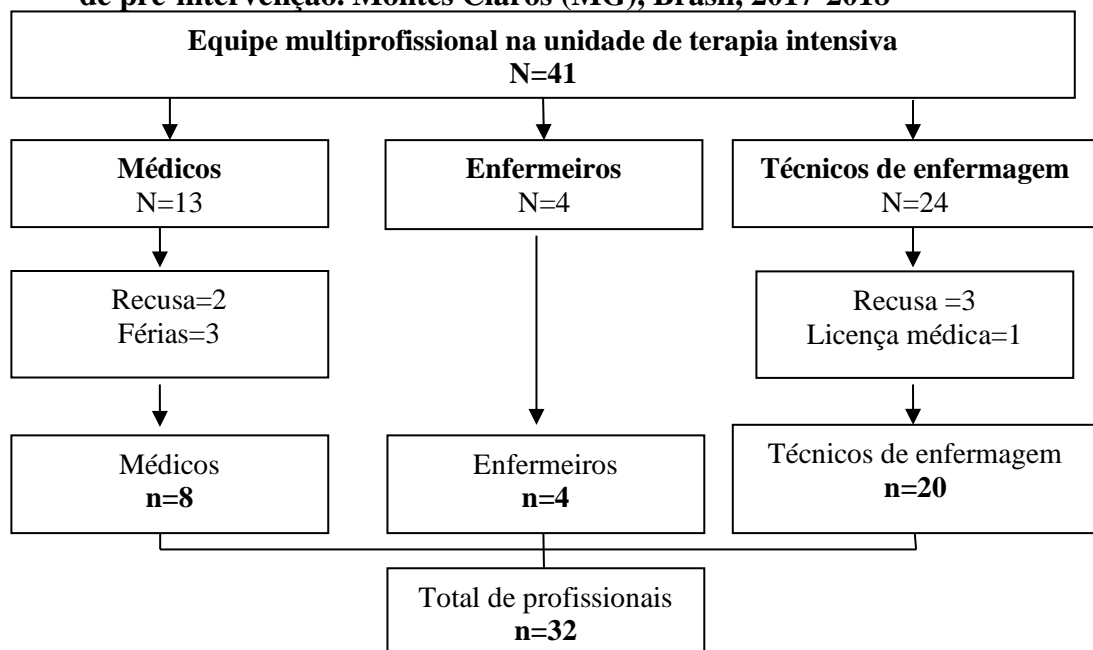 de pré-intervenção. Montes Claros (MG), Brasil, 2017-2018
Equipe multiprofissional na unidade de terapia intensiva
N=41
Médicos
N=13
Enfermeiros
N=4
Técnicos de enfermagem
N=24
Recusa=2
Férias=3
Recusa =3
Licença médica=1
Médicos
n=8
Enfermeiros
n=4
Técnicos de enfermagem
n=20
Total de profissionais
n=32